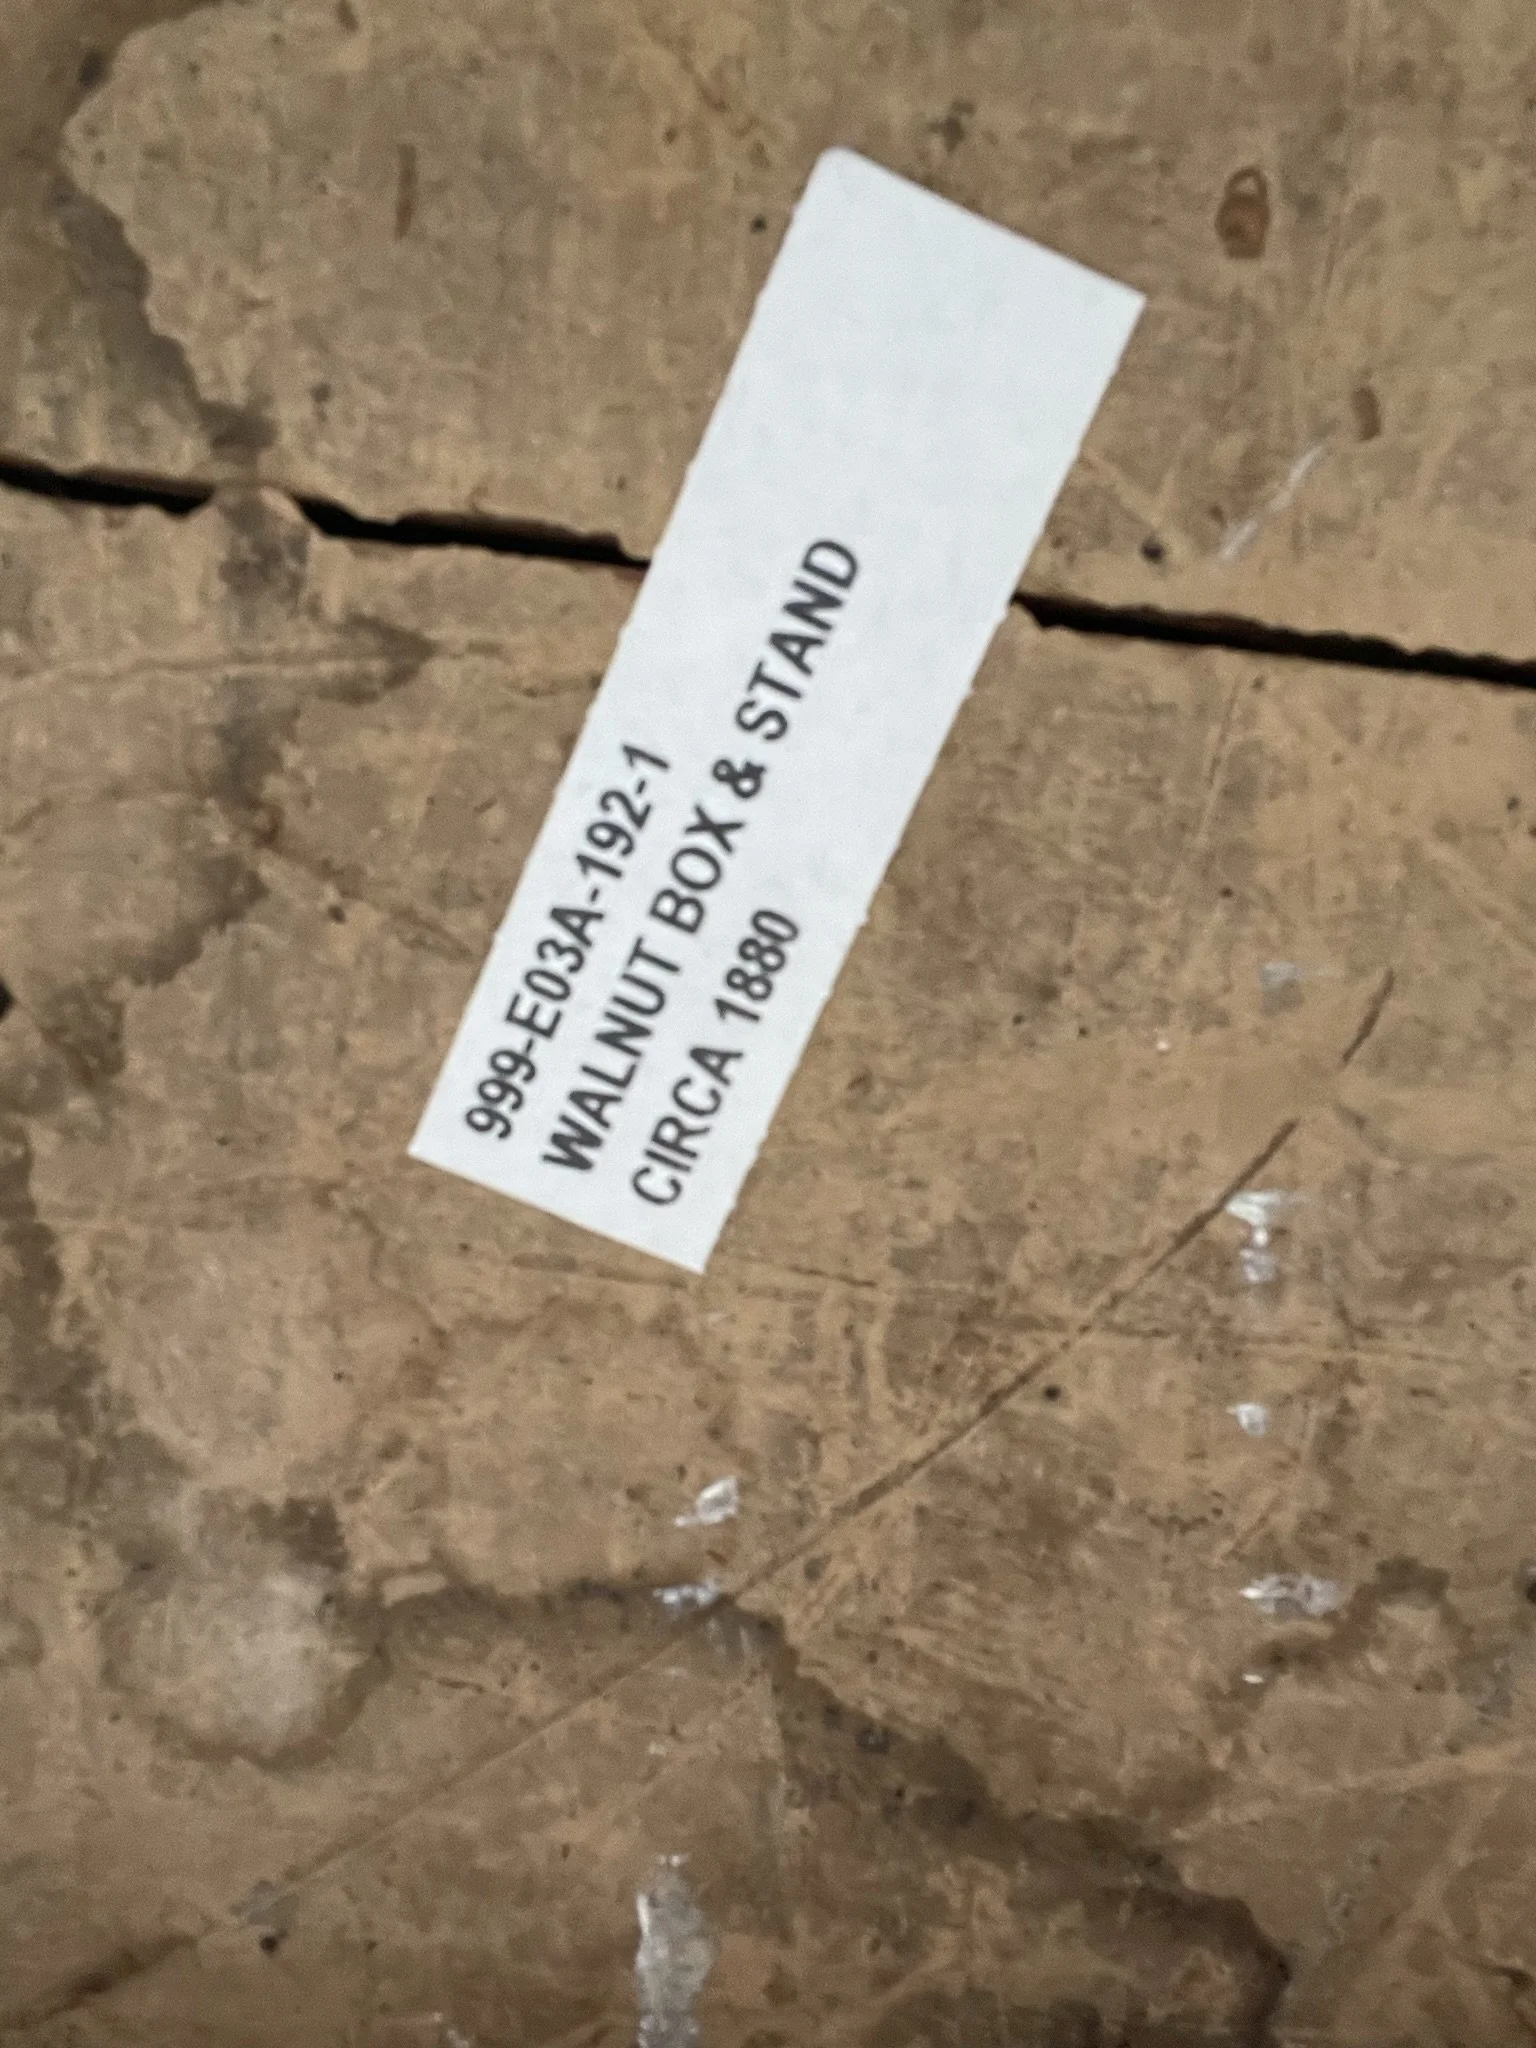 999-E03A-192-1
WALNUT BOX & STAND
CIRCA 1880